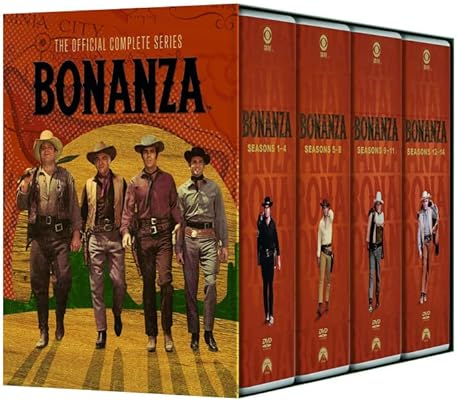 THE OFFICIAL COMPLETE SERIES
BONANZA
BONANZA
SEASONS 1-4
DVD
BONANZA
SEASONS 5-8
DVD
BONANZA
SEASONS 9-11
DVD
BONANZA
SEASONS 12-14
DVD